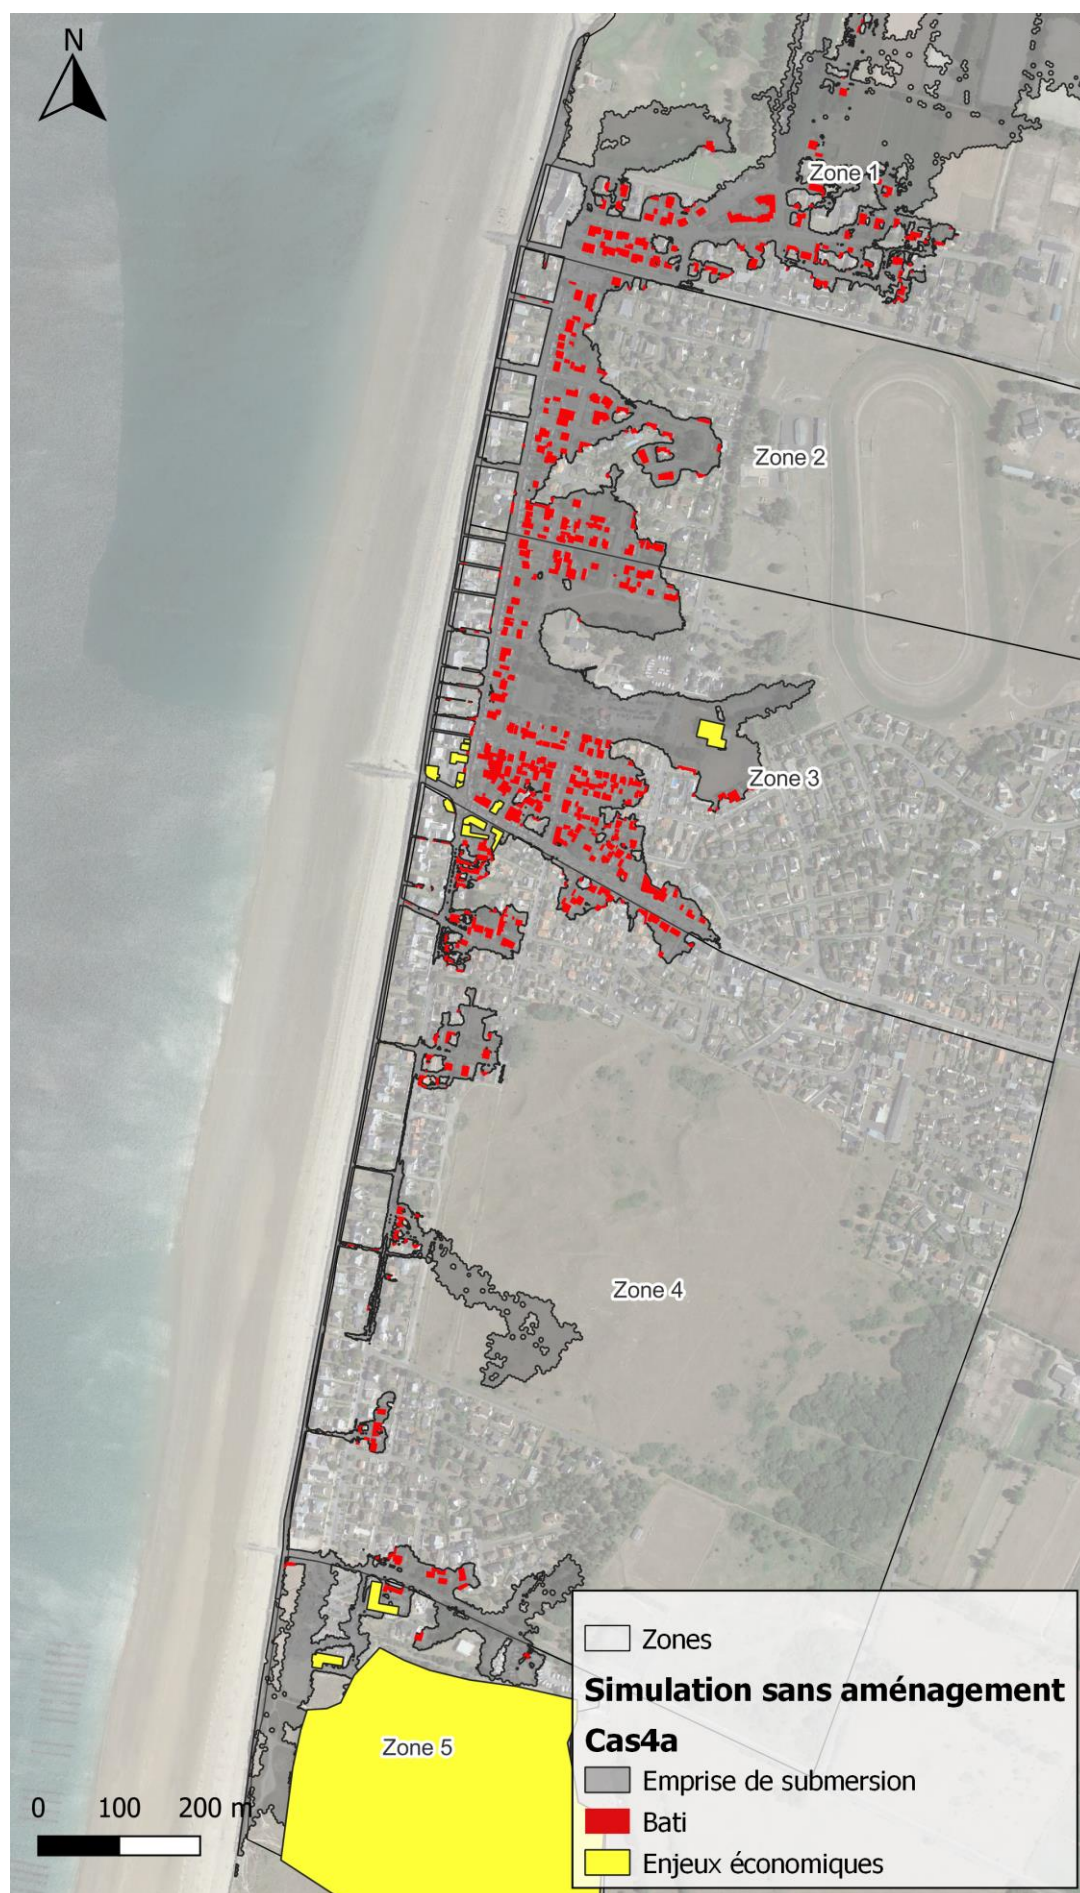 N
Zone 1
Zone 2
Zone 3
Zone 4
Zone 5
0 100 200 m
Zones
Simulation sans aménagement
Cas4a
Emprise de submersion
Bati
Enjeux économiques